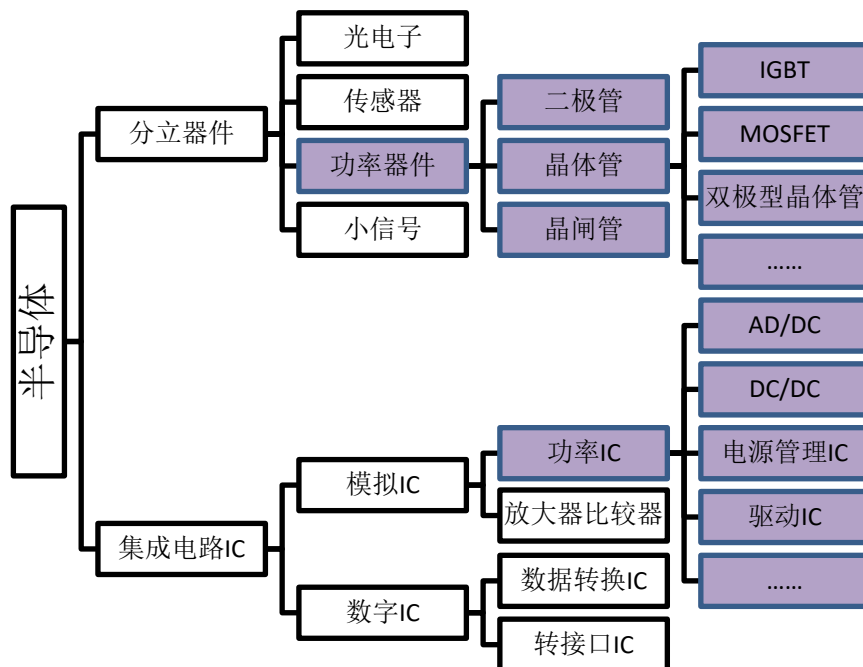 半导体
分立器件
光电子
传感器
功率器件
小信号
二极管
晶体管
晶闸管
IGBT
MOSFET
双极型晶体管
……
集成电路IC
模拟IC
数字IC
功率IC
放大器比较器
数据转换IC
转接口IC
AD/DC
DC/DC
电源管理IC
驱动IC
……